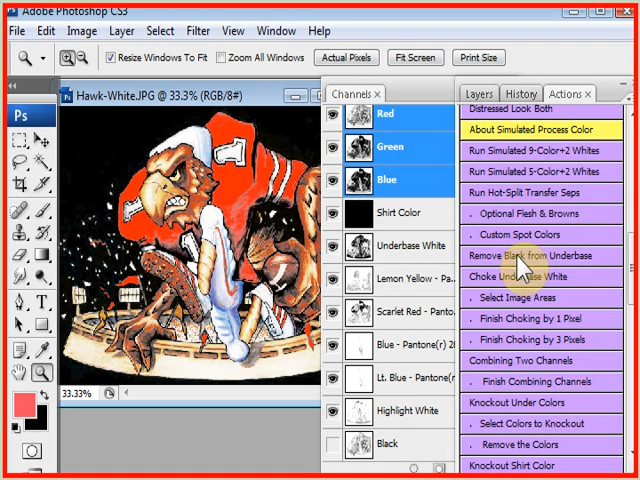 Adobe Photoshop CS3
File Edit Image Layer Select Filter View Window Help
Resize Windows To Fit Zoom All Windows Actual Pixels Fit Screen Print Size
Ps Hawk-White.JPG @ 33.3% (RGB/8#)
1
33.33%
Channels x
Red
Green
Blue
Shirt Color
Underbase White
Lemon Yellow - Pa...
Scarlet Red - Panto...
Blue - Pantone(r) 28
Lt. Blue - Pantone(r
Highlight White
Black
Layers History Actions x
Distressed Look Both
About Simulated Process Color
Run Simulated 9-Color+2 Whites
Run Simulated 5-Color+2 Whites
Run Hot-Split Transfer Seps
. Optional Flesh & Browns
. Custom Spot Colors
Remove Black from Underbase
Choke Underbase White
. Select Image Areas
. Finish Choking by 1 Pixel
. Finish Choking by 3 Pixels
Combining Two Channels
. Finish Combining Channels
Knockout Under Colors
. Select Colors to Knockout
. Remove the Colors
Knockout Shirt Color
Ps
T